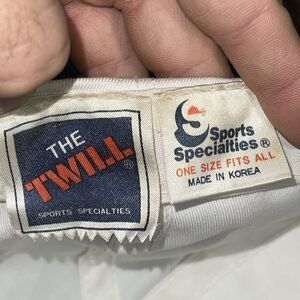 THE
TWILL®
SPORTS SPECIALTIES
Sports
Specialties®
ONE SIZE FITS ALL
MADE IN KOREA